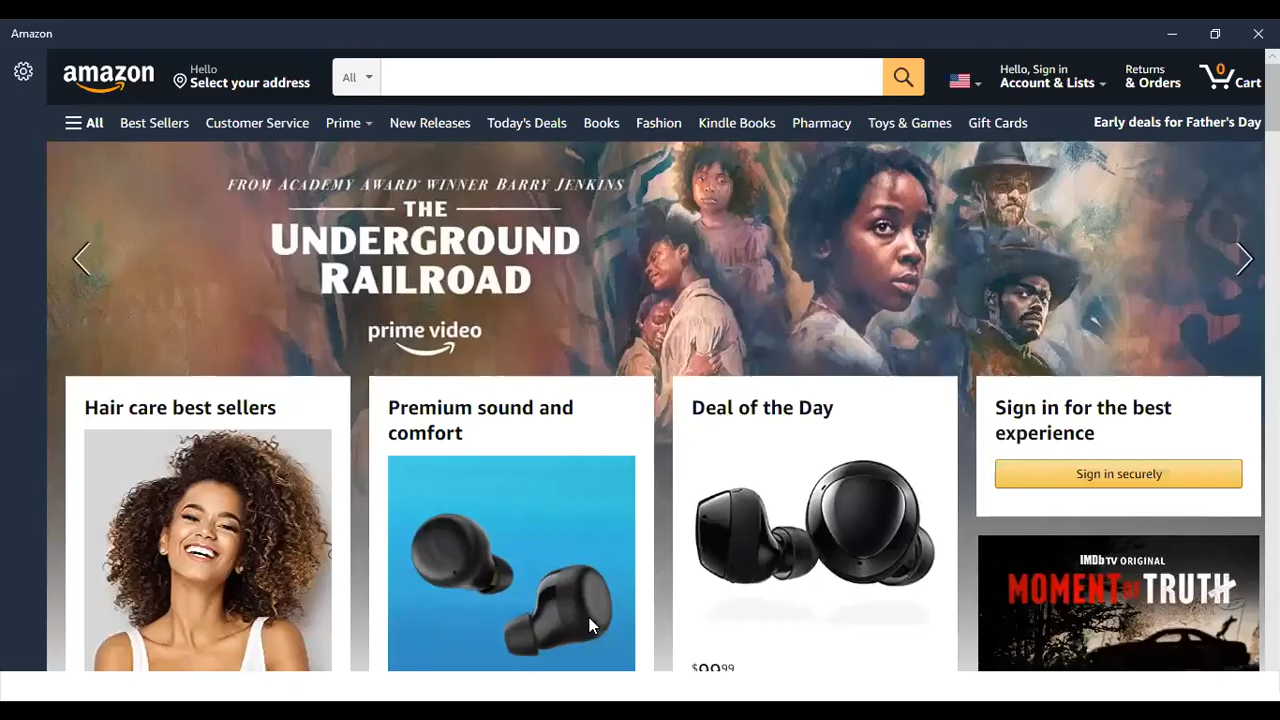 Amazon
amazon
Hello
Select your address
All
Hello, Sign in
Account & Lists
Returns
& Orders
0
Cart
All
Best Sellers
Customer Service
Prime
New Releases
Today's Deals
Books
Fashion
Kindle Books
Pharmacy
Toys & Games
Gift Cards
Early deals for Father's Day
FROM ACADEMY AWARD® WINNER BARRY JENKINS
THE
UNDERGROUND
RAILROAD
prime video
Hair care best sellers
Premium sound and
comfort
Deal of the Day
$99.99
Sign in for the best
experience
Sign in securely
IMDb TV ORIGINAL
MOMENT of TRUTH